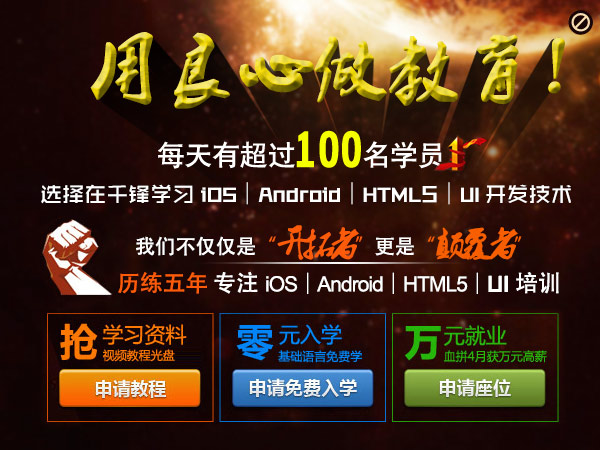 用良心做教育！
每天有超过100名学员
选择在千锋学习 iOS｜Android｜HTML5｜UI 开发技术
我们不仅仅是“开拓者”更是“颠覆者”
历练五年 专注 iOS｜Android｜HTML5｜UI 培训
抢 学习资料
视频教程光盘
申请教程
零 元入学
基础语言免费学
申请免费入学
万 元就业
血拼4月获万元高薪
申请座位